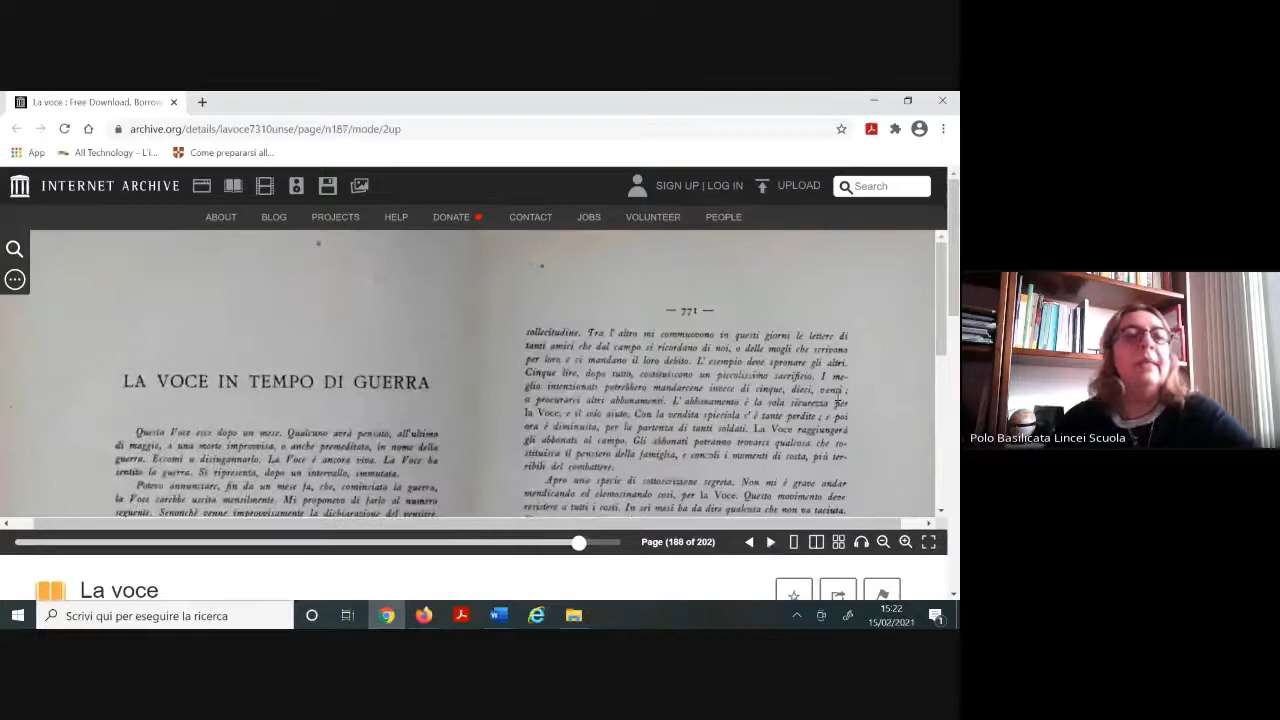 La voce : Free Download, Borrow
archive.org/details/lavoce7310unse/page/n187/mode/2up
App
All Technology – L'i...
Come prepararsi all...
INTERNET ARCHIVE
SIGN UP | LOG IN
UPLOAD
Search
ABOUT
BLOG
PROJECTS
HELP
DONATE
CONTACT
JOBS
VOLUNTEER
PEOPLE
LA VOCE IN TEMPO DI GUERRA
Questo Voce esce dopo un mese. Qualcuno avrà pensato, all'ultimo
di maggio, a una morte improvvisa, o anche premeditata, in nome della
guerra. Eccomi a disingannarlo. La Voce è ancora viva. La Voce ha
sentito la guerra. Si ripresenta, dopo un intervallo, immutata.
Potevo annunziare, fin da un mese fa, che, cominciata la guerra,
la Voce sarebbe uscita mensilmente. Mi proponevo di farlo al numero
seguente. Senonchè venne improvvisamente la dichiarazione del
— 771 —
sollecitudine. Tra l'altro mi commuovono in questi giorni le lettere di
tanti amici che dal campo si ricordano di noi, o delle mogli che scrivono
per loro e ci mandano il loro debito. L'esempio deve spronare gli altri.
Cinque lire, dopo tutto, costituiscono un piccolissimo sacrificio. I me-
glio intenzionati potrebbero mandarcene invece di cinque, dieci, venti ;
o procurarci altri abbonamenti. L'abbonamento è la sola sicurezza per
la Voce, e il solo aiuto. Con la vendita spicciola c'è tante perdite ; e poi
ora è diminuita, per la partenza di tanti soldati. La Voce raggiungerà
gli abbonati al campo. Gli abbonati potranno trovarci qualcosa che so-
stituisca il pensiero della famiglia, e consoli i momenti di sosta, più ter-
ribili del combattere.
Apro una specie di sottoscrizione segreta. Non mi è grave andar
mendicando ed elemosinando così, per la Voce. Questo movimento deve
resistere a tutti i costi. In sei mesi ha da dire qualcosa che non va taciuta.
Page (188 of 202)
La voce
Scrivi qui per eseguire la ricerca
15:22
15/02/2021
Polo Basilicata Lincei Scuola